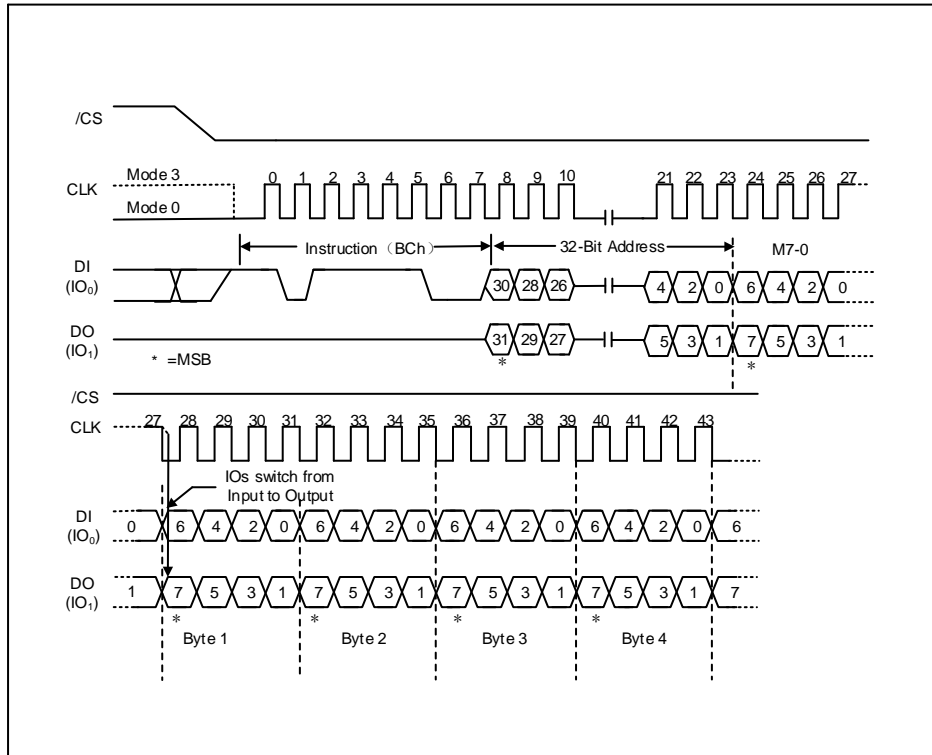 /CS
Mode 3
CLK
Mode 0
0 1 2 3 4 5 6 7 8 9 10 21 22 23 24 25 26 27
Instruction（BCh） 32-Bit Address M7-0
DI
(IO₀)
30 28 26 4 2 0 6 4 2 0
DO
(IO₁)
31 29 27 5 3 1 7 5 3 1
* =MSB * *
/CS
CLK
27 28 29 30 31 32 33 34 35 36 37 38 39 40 41 42 43
IOs switch from
Input to Output
DI
(IO₀)
0 6 4 2 0 6 4 2 0 6 4 2 0 6 4 2 0 6
DO
(IO₁)
1 7 5 3 1 7 5 3 1 7 5 3 1 7 5 3 1 7
* * * *
Byte 1 Byte 2 Byte 3 Byte 4